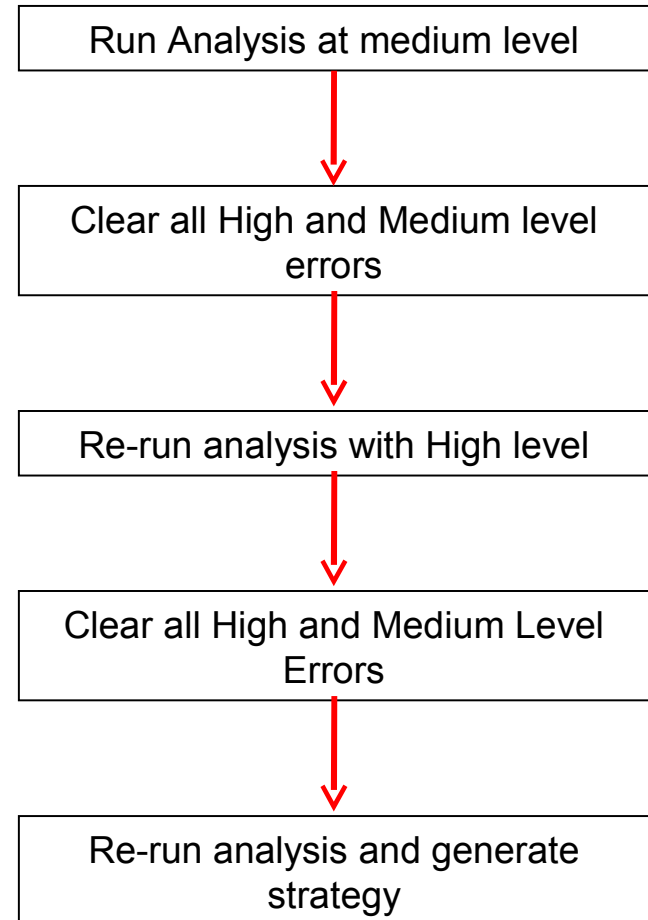 Run Analysis at medium level
Clear all High and Medium level
errors
Re-run analysis with High level
Clear all High and Medium Level
Errors
Re-run analysis and generate
strategy